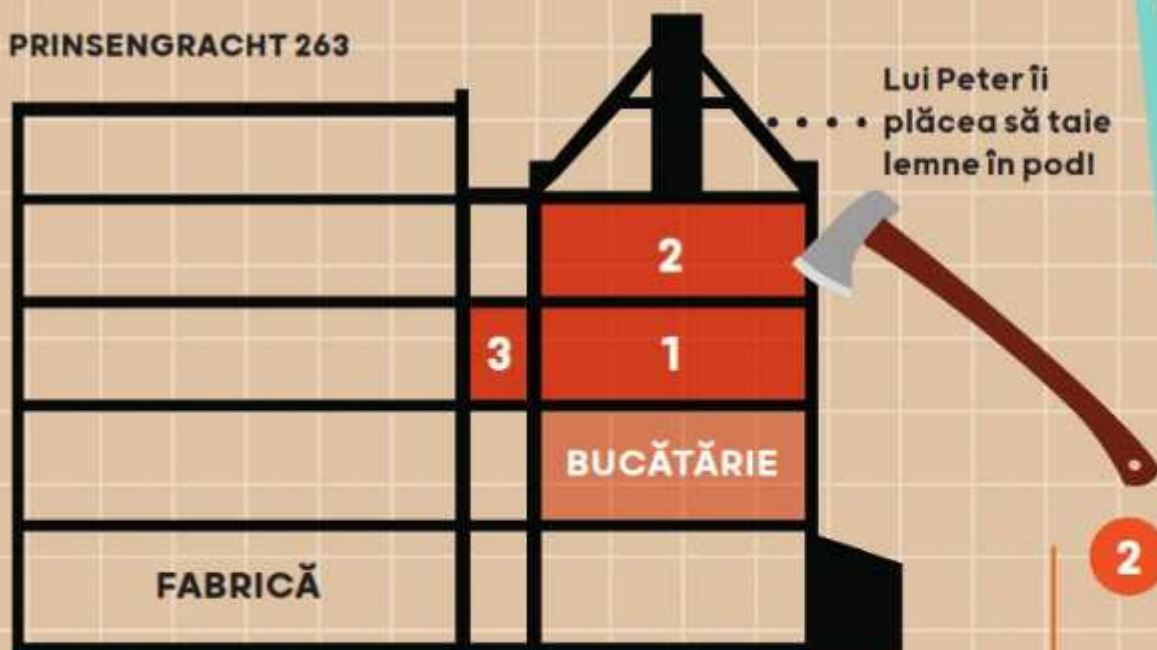 PRINSENGRACHT 263
Lui Peter îi
plăcea să taie
lemne în pod!
2
3
1
BUCĂTĂRIE
2
FABRICĂ